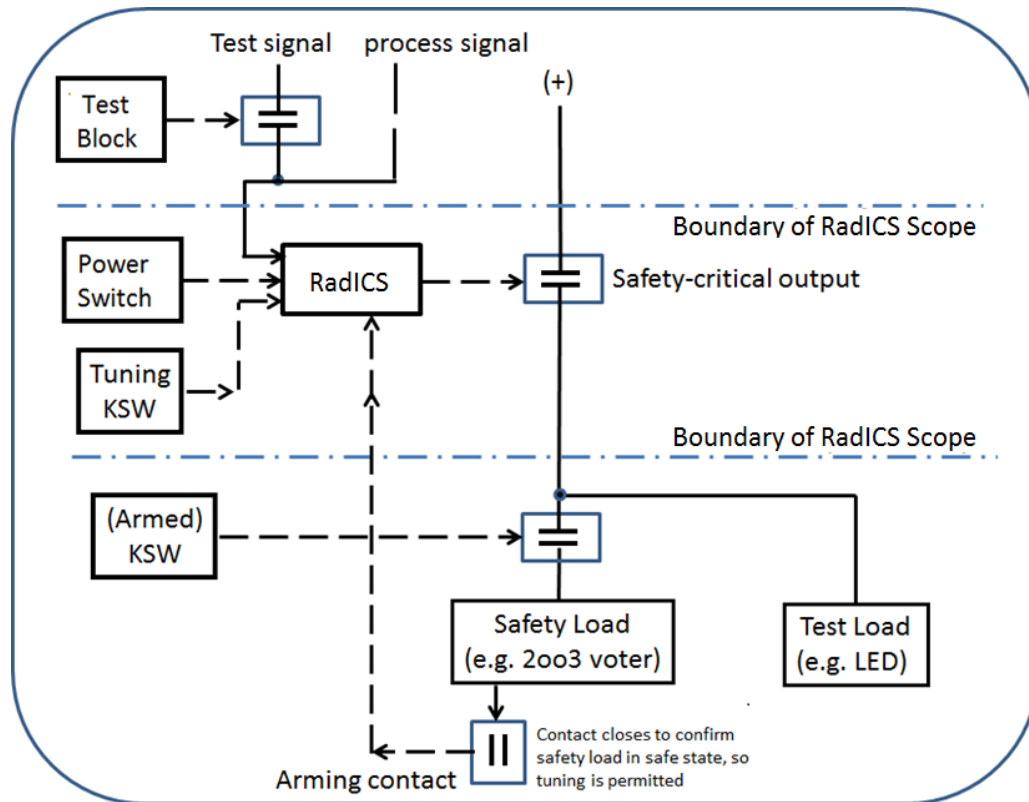 Test signal
process signal
(+)
Test
Block
Boundary of RadICS Scope
Power
Switch
RadICS
Safety-critical output
Tuning
KSW
Boundary of RadICS Scope
(Armed)
KSW
Safety Load
(e.g. 2oo3 voter)
Test Load
(e.g. LED)
Arming contact
Contact closes to confirm
safety load in safe state, so
tuning is permitted